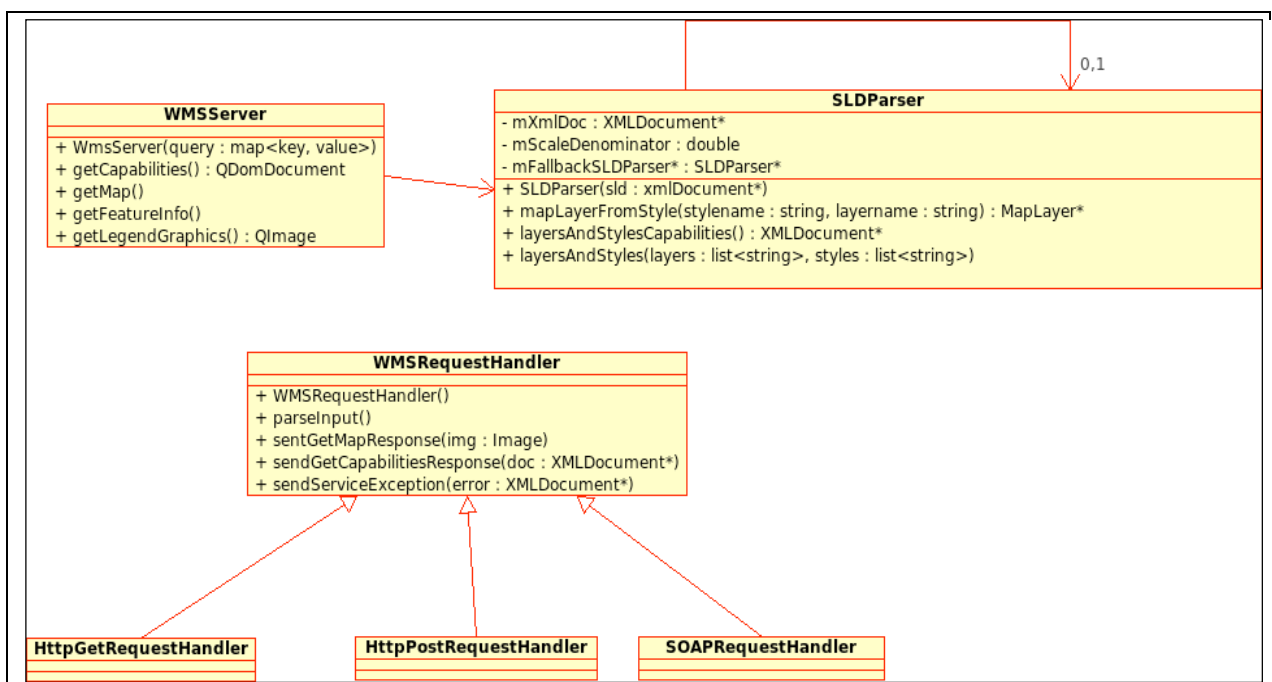 0,1
WMSServer
+ WmsServer(query : map<key, value>)
+ getCapabilities() : QDomDocument
+ getMap()
+ getFeatureInfo()
+ getLegendGraphics() : QImage
SLDParser
- mXmlDoc : XMLDocument*
- mScaleDenominator : double
- mFallbackSLDParser* : SLDParser*
+ SLDParser(sld : xmlDocument*)
+ mapLayerFromStyle(stylename : string, layername : string) : MapLayer*
+ layersAndStylesCapabilities() : XMLDocument*
+ layersAndStyles(layers : list<string>, styles : list<string>)
WMSRequestHandler
+ WMSRequestHandler()
+ parseInput()
+ sentGetMapResponse(img : Image)
+ sendGetCapabilitiesResponse(doc : XMLDocument*)
+ sendServiceException(error : XMLDocument*)
HttpGetRequestHandler
HttpPostRequestHandler
SOAPRequestHandler